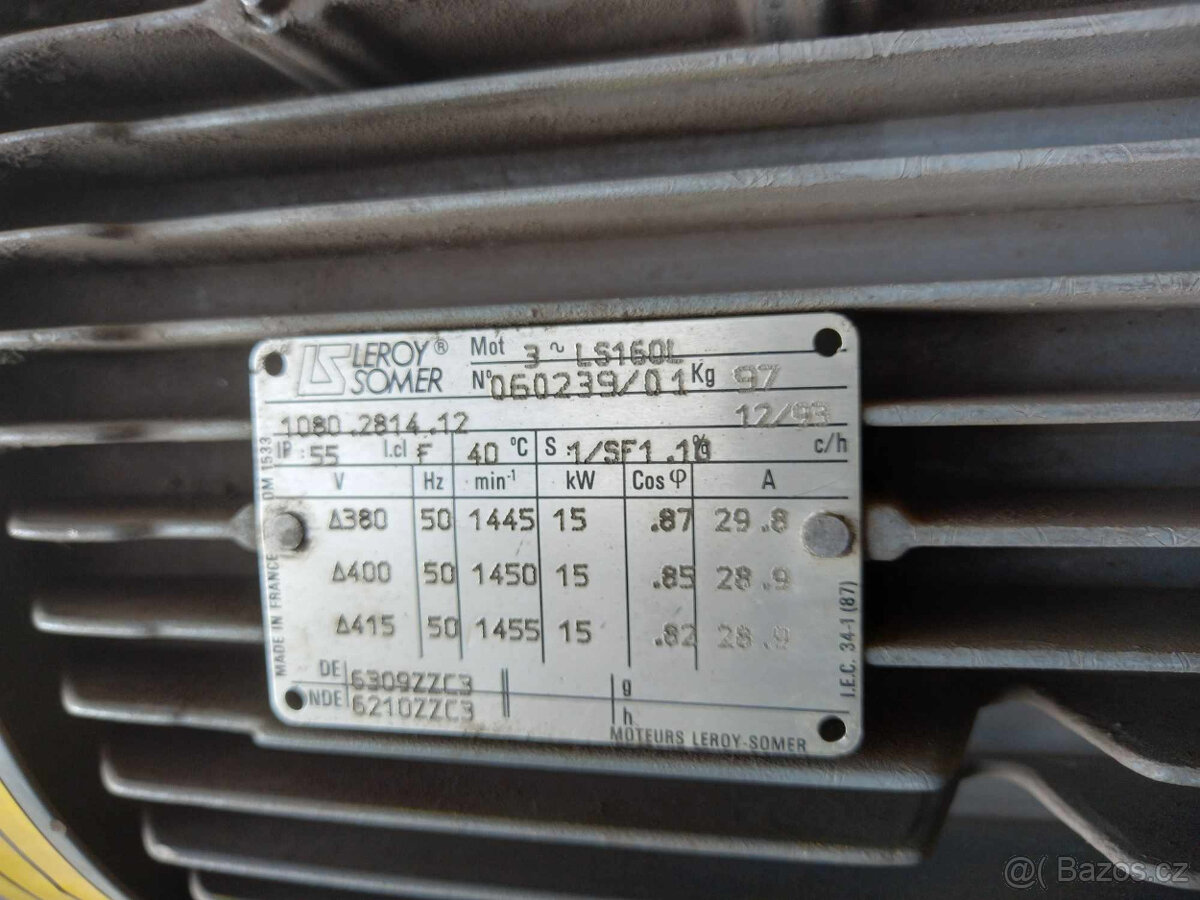 LS LEROY® SOMER Mot 3 ~ LS160L
N° 060239/01 Kg 97
1080.2814.12 12/93
IP 55 I.cl F 40 °C S 1/SF1.10 % c/h
V Hz min-1 kW Cos φ A
Δ380 50 1445 15 .87 29.8
Δ400 50 1450 15 .85 28.9
Δ415 50 1455 15 .82 28.9
DE 6309ZZC3 g
NDE 6210ZZC3 h
MOTEURS LEROY-SOMER
MADE IN FRANCE DM 1533
I.E.C. 34-1 (87)
@ Bazos.cz